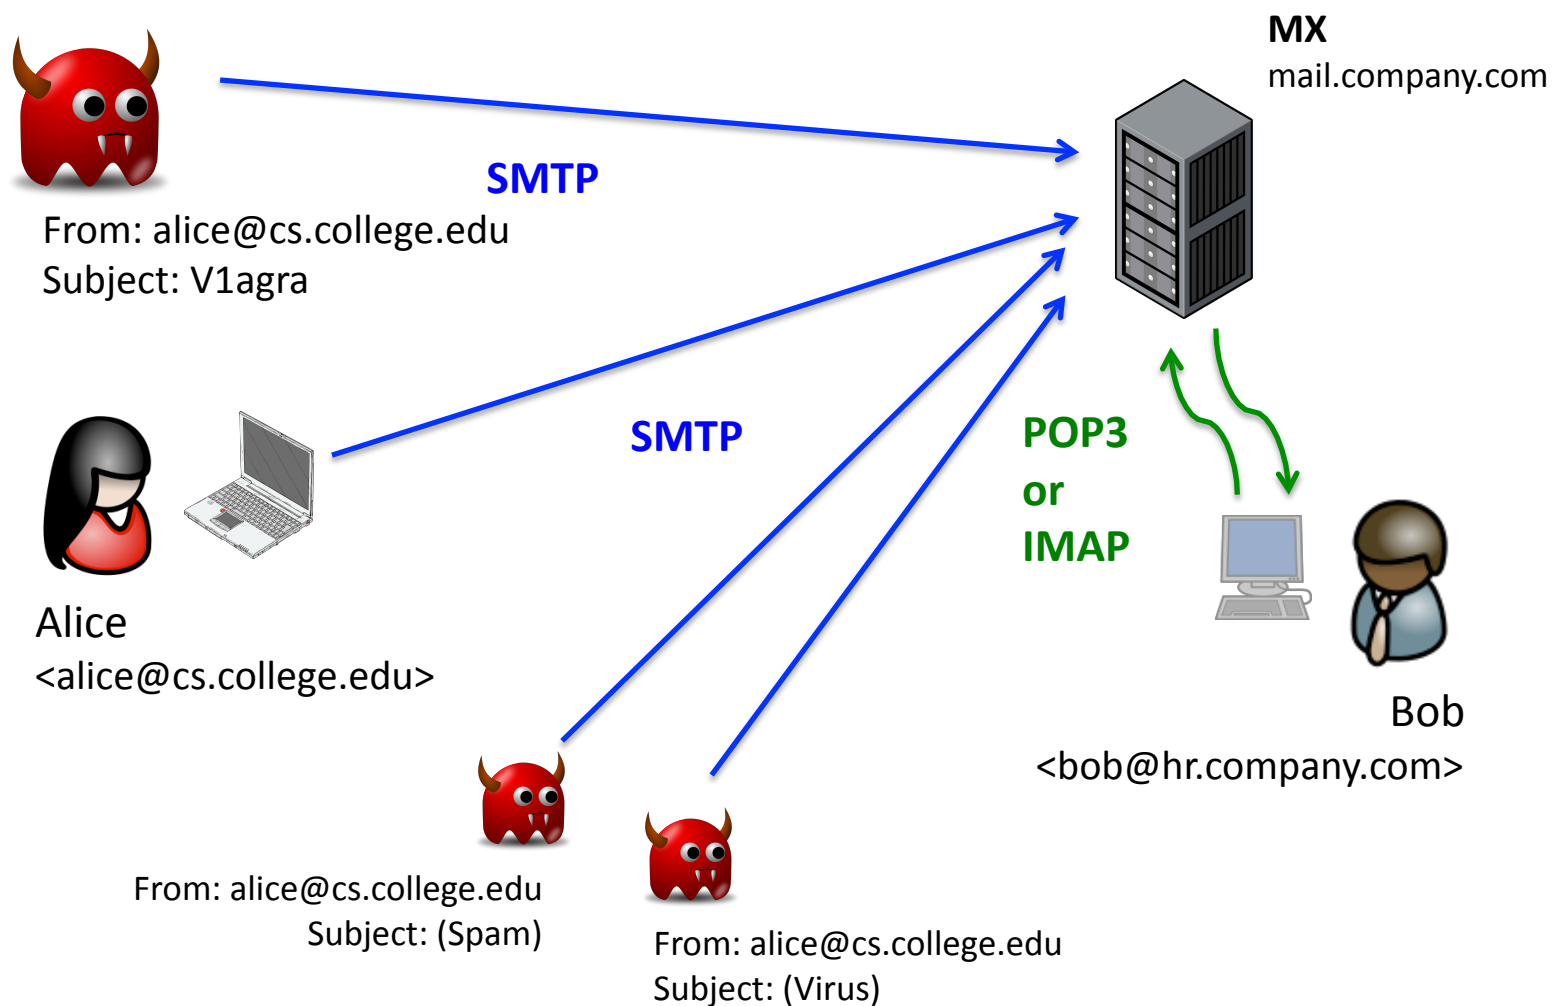 MX
mail.company.com
SMTP
From: alice@cs.college.edu
Subject: V1agra
SMTP
POP3
or
IMAP
Alice
<alice@cs.college.edu>
Bob
<bob@hr.company.com>
From: alice@cs.college.edu
Subject: (Spam)
From: alice@cs.college.edu
Subject: (Virus)